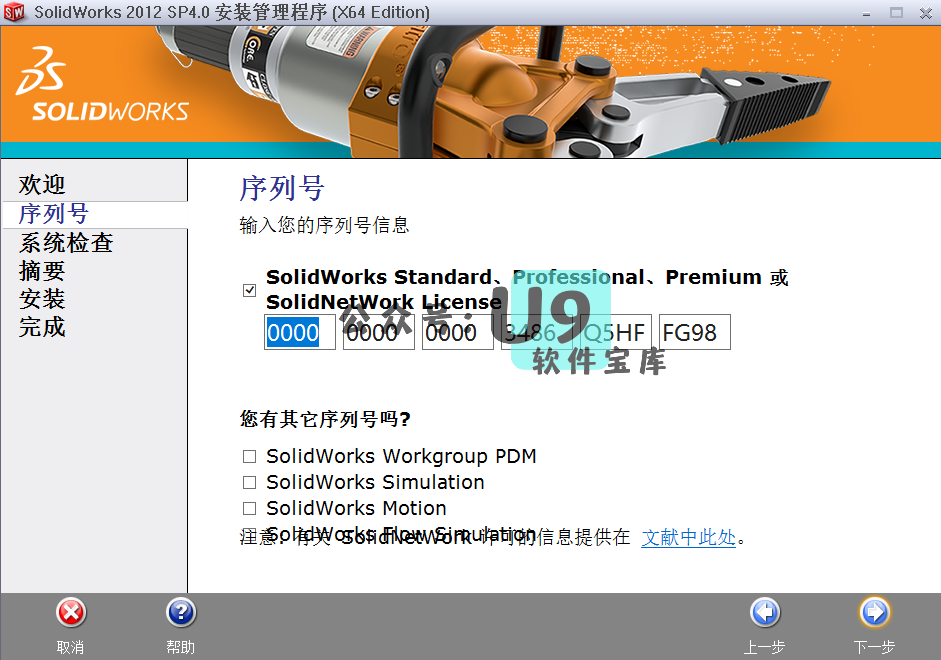 SolidWorks 2012 SP4.0 安装管理程序 (X64 Edition)
SOLIDWORKS
欢迎
序列号
系统检查
摘要
安装
完成
序列号
输入您的序列号信息
SolidWorks Standard、Professional、Premium 或
SolidNetWork License
0000 0000 0000 3486 Q5HF FG98
公众号：U9
软件宝库
您有其它序列号吗?
SolidWorks Workgroup PDM
SolidWorks Simulation
SolidWorks Motion
SolidWorks Flow Simulation
注意：有关 SolidNetWork 许可的信息提供在 文献中此处。
取消 帮助 上一步 下一步